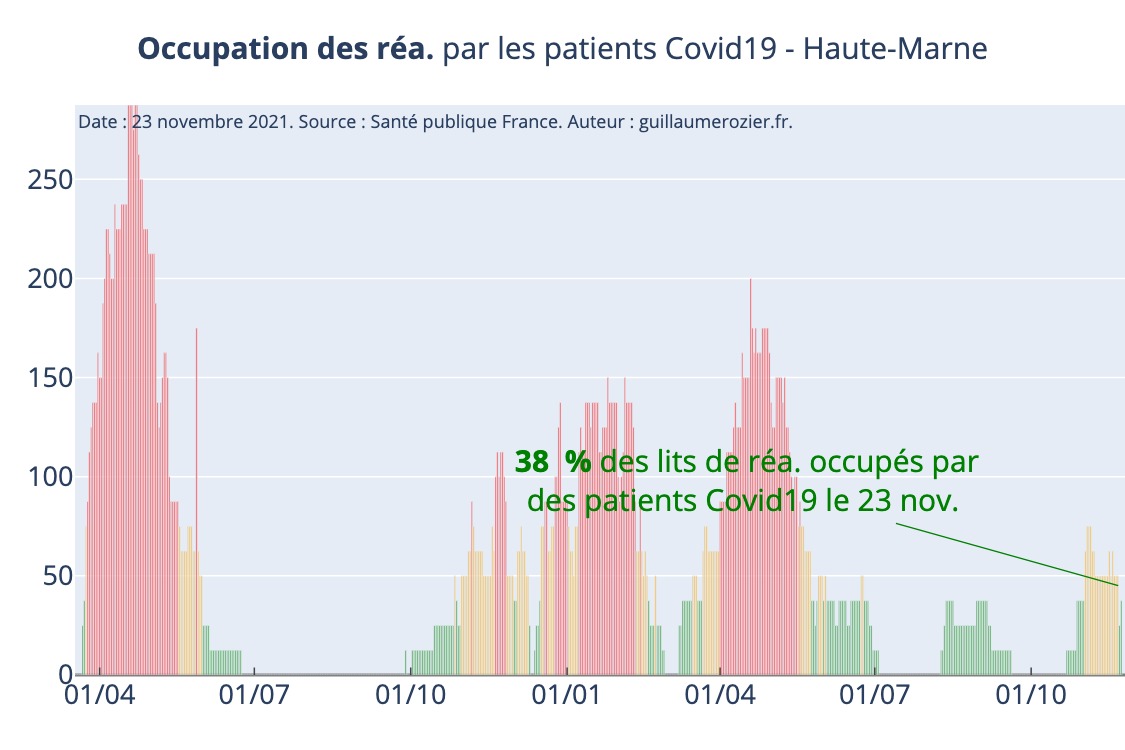 Occupation des réa. par les patients Covid19 - Haute-Marne
Date : 23 novembre 2021. Source : Santé publique France. Auteur : guillaumerozier.fr.
250
200
150
100
50
0
38 % des lits de réa. occupés par
des patients Covid19 le 23 nov.
01/04 01/07 01/10 01/01 01/04 01/07 01/10